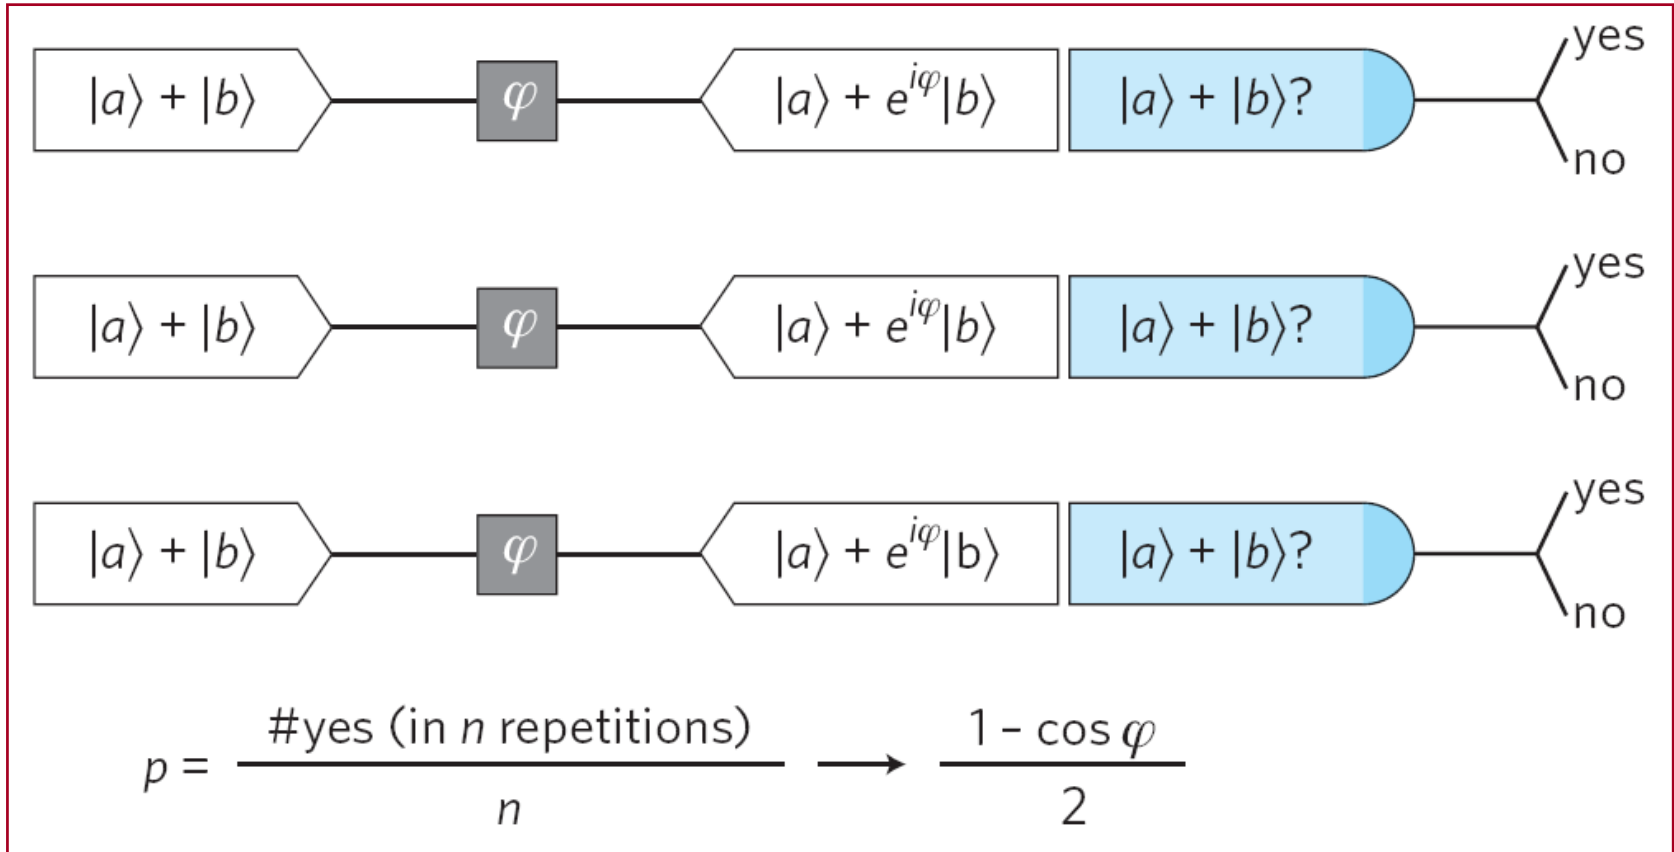 |a⟩ + |b⟩ φ |a⟩ + e^{iφ}|b⟩ |a⟩ + |b⟩? yes
no
|a⟩ + |b⟩ φ |a⟩ + e^{iφ}|b⟩ |a⟩ + |b⟩? yes
no
|a⟩ + |b⟩ φ |a⟩ + e^{iφ}|b⟩ |a⟩ + |b⟩? yes
no
#yes (in n repetitions) 1 – cos φ
p = ⟶
n 2